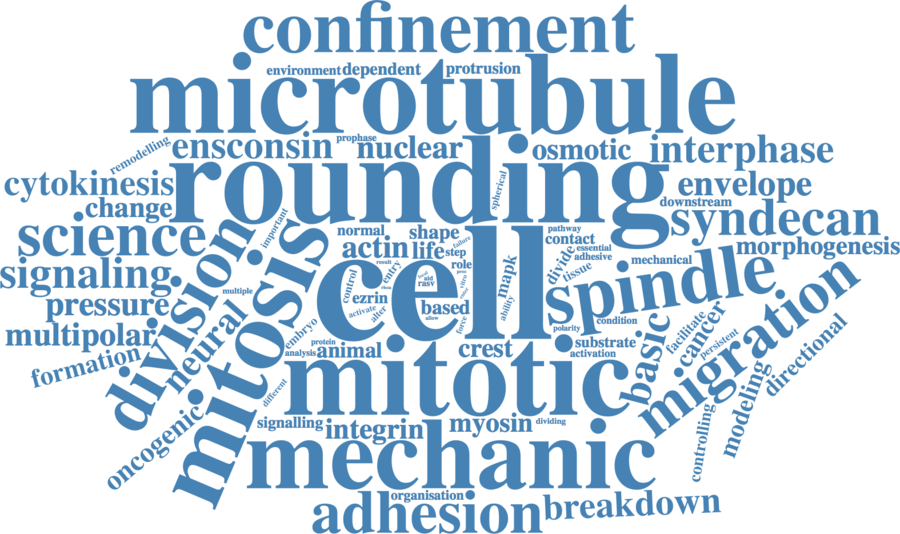 confinement
environment dependent protrusion
microtubule
remodelling
prophase
ensconsin nuclear osmotic interphase
cytokinesis
rounding
spherical
envelope
change
downstream
science
important
normal shape
pathway
contact
syndecan
actin life step
failure
essential
adhesive
morphogenesis
signaling
division
mitosis
cell
control
entry
result
role
mapk
divide
tissue
mechanical
spindle
pressure
multiple
ezrin
activate
alter
aid
rasv
based
allow
force
ability
polarity
condition
multipolar
neural
embryo
protein
analysis
animal
crest
substrate
activation
basic
facilitate
cancer
persistent
migration
formation
different
mitotic
directional
oncogenic
signalling integrin myosin dividing
controlling
modeling
mechanic
organisation
adhesion breakdown